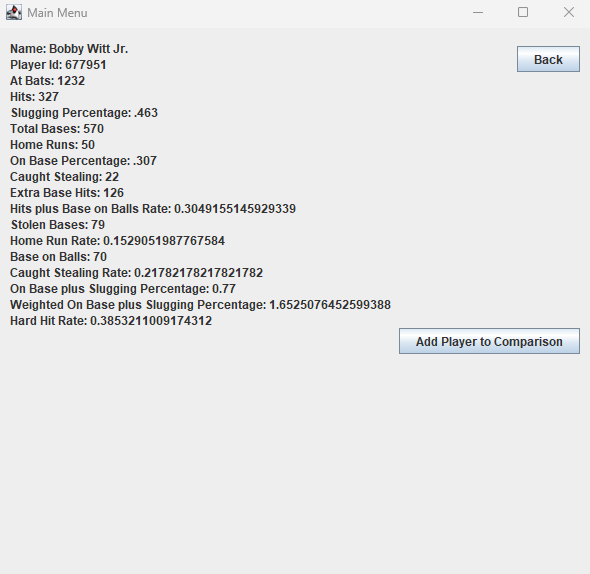 Main Menu
Name: Bobby Witt Jr.
Back
Player Id: 677951
At Bats: 1232
Hits: 327
Slugging Percentage: .463
Total Bases: 570
Home Runs: 50
On Base Percentage: .307
Caught Stealing: 22
Extra Base Hits: 126
Hits plus Base on Balls Rate: 0.3049155145929339
Stolen Bases: 79
Home Run Rate: 0.1529051987767584
Base on Balls: 70
Caught Stealing Rate: 0.21782178217821782
On Base plus Slugging Percentage: 0.77
Weighted On Base plus Slugging Percentage: 1.6525076452599388
Hard Hit Rate: 0.3853211009174312
Add Player to Comparison